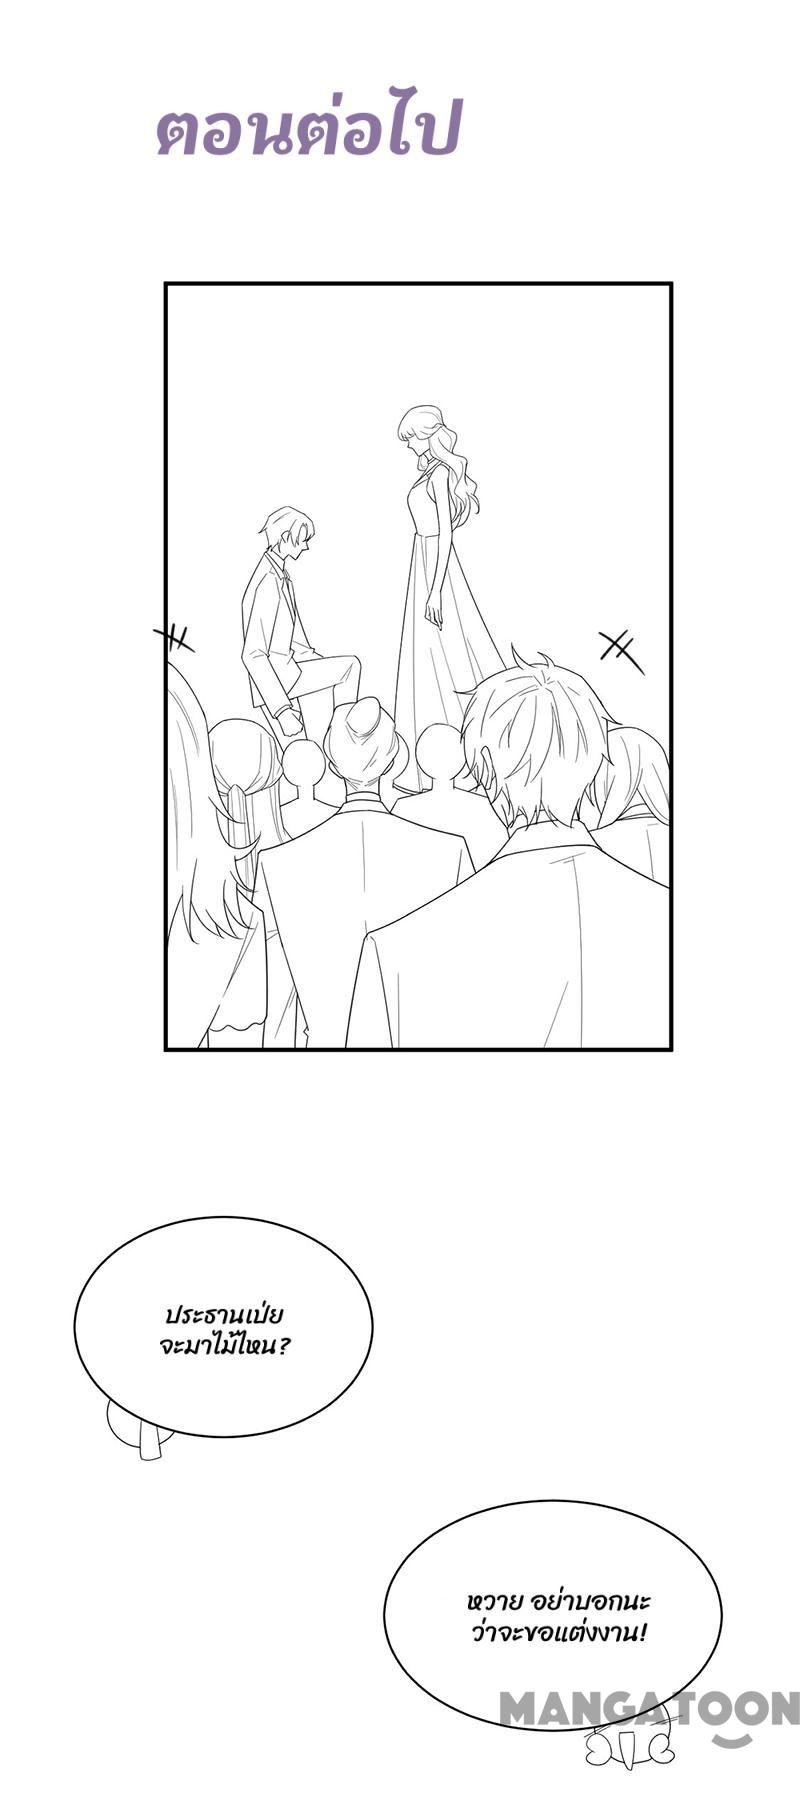 ตอนต่อไป
ประธานเป่ย
จะมาไม้ไหน?
หวาย อย่าบอกนะ
ว่าจะขอแต่งงาน!
MANGATOON